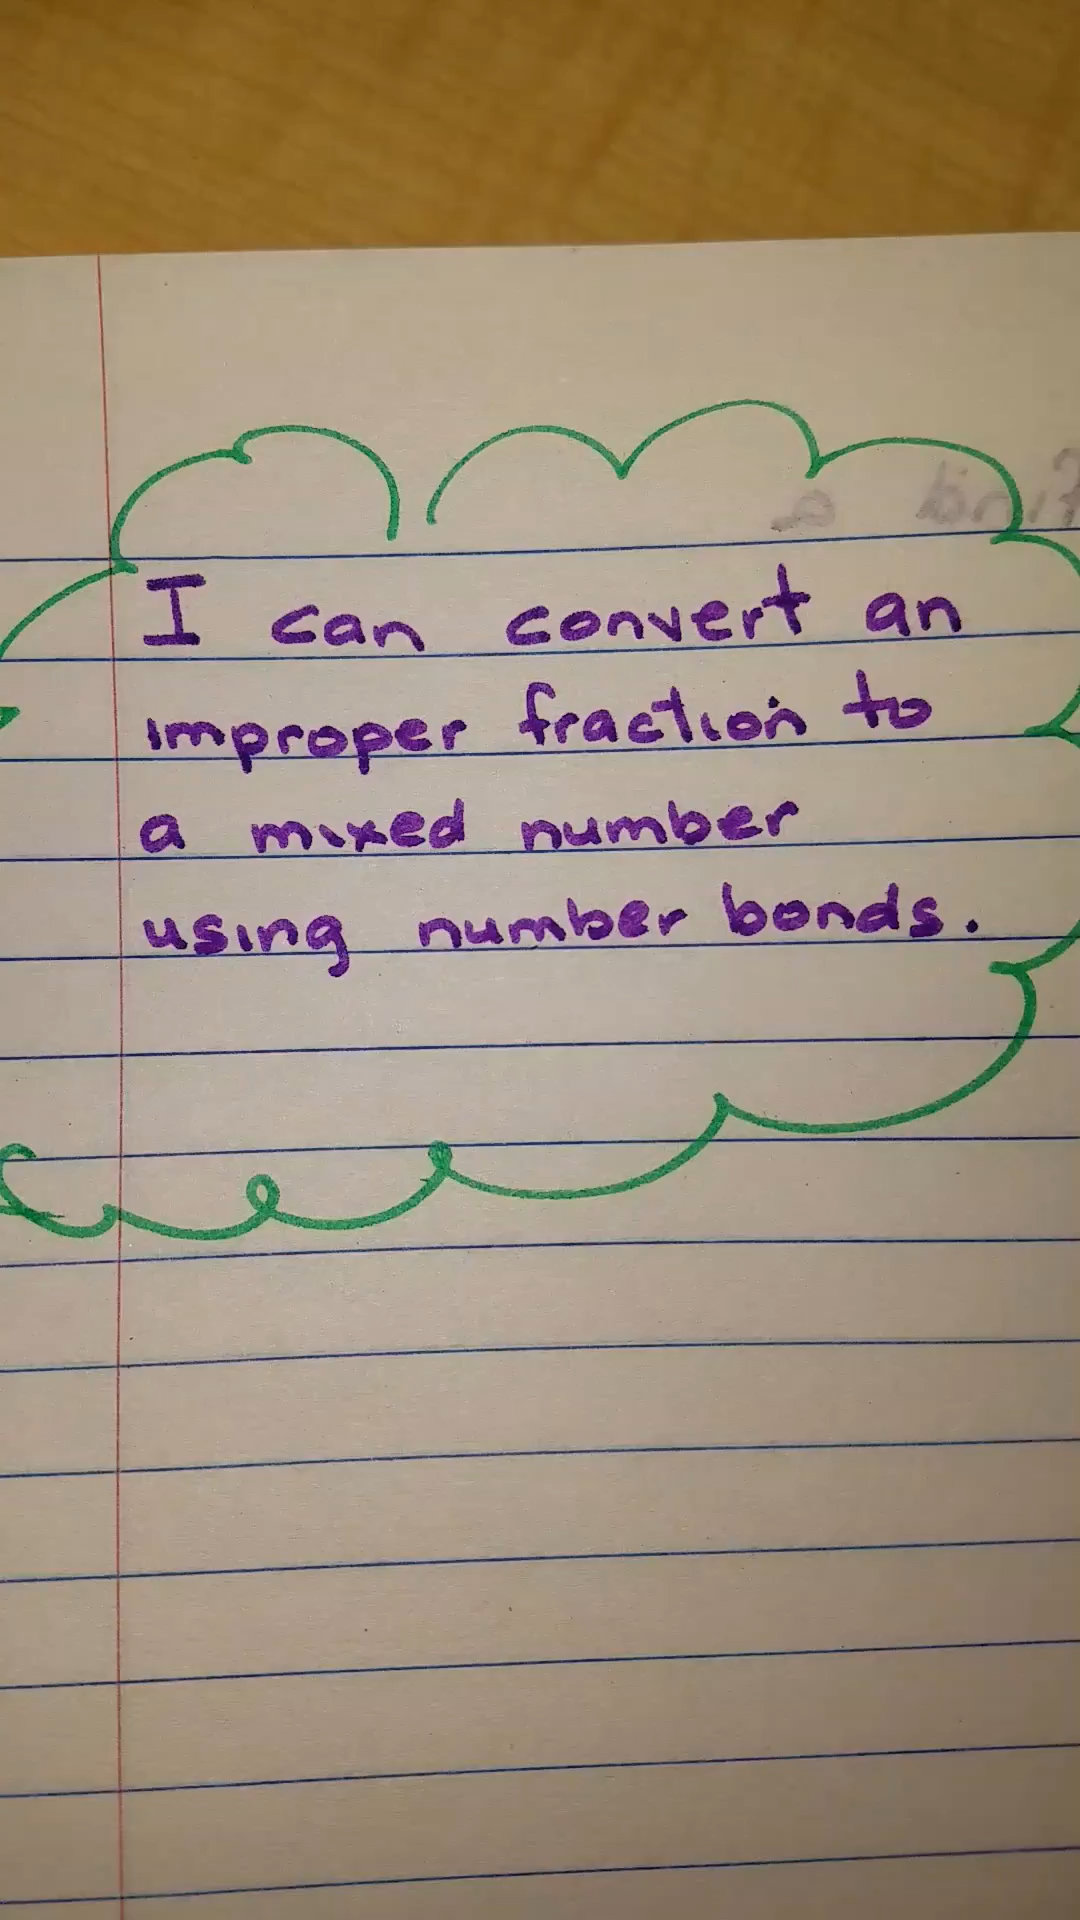 I can convert an
improper fraction to
a mixed number
using number bonds.